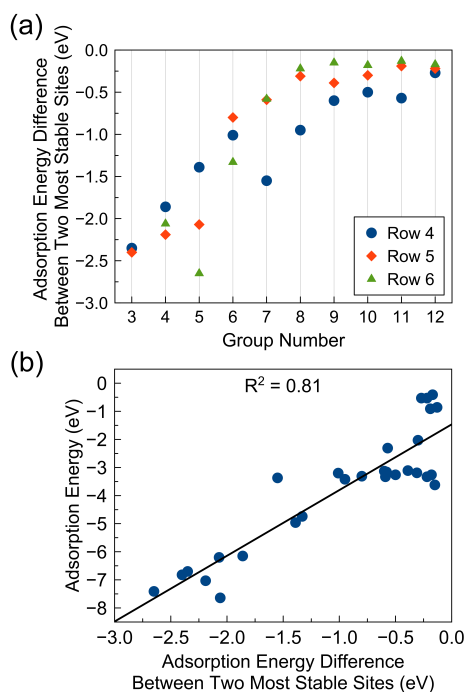 (a)
Adsorption Energy Difference
Between Two Most Stable Sites (eV)
0.0
−0.5
−1.0
−1.5
−2.0
−2.5
−3.0
Row 4
Row 5
Row 6
3 4 5 6 7 8 9 10 11 12
Group Number
(b)
R² = 0.81
Adsorption Energy (eV)
0
−1
−2
−3
−4
−5
−6
−7
−8
−3.0 −2.5 −2.0 −1.5 −1.0 −0.5 0.0
Adsorption Energy Difference
Between Two Most Stable Sites (eV)